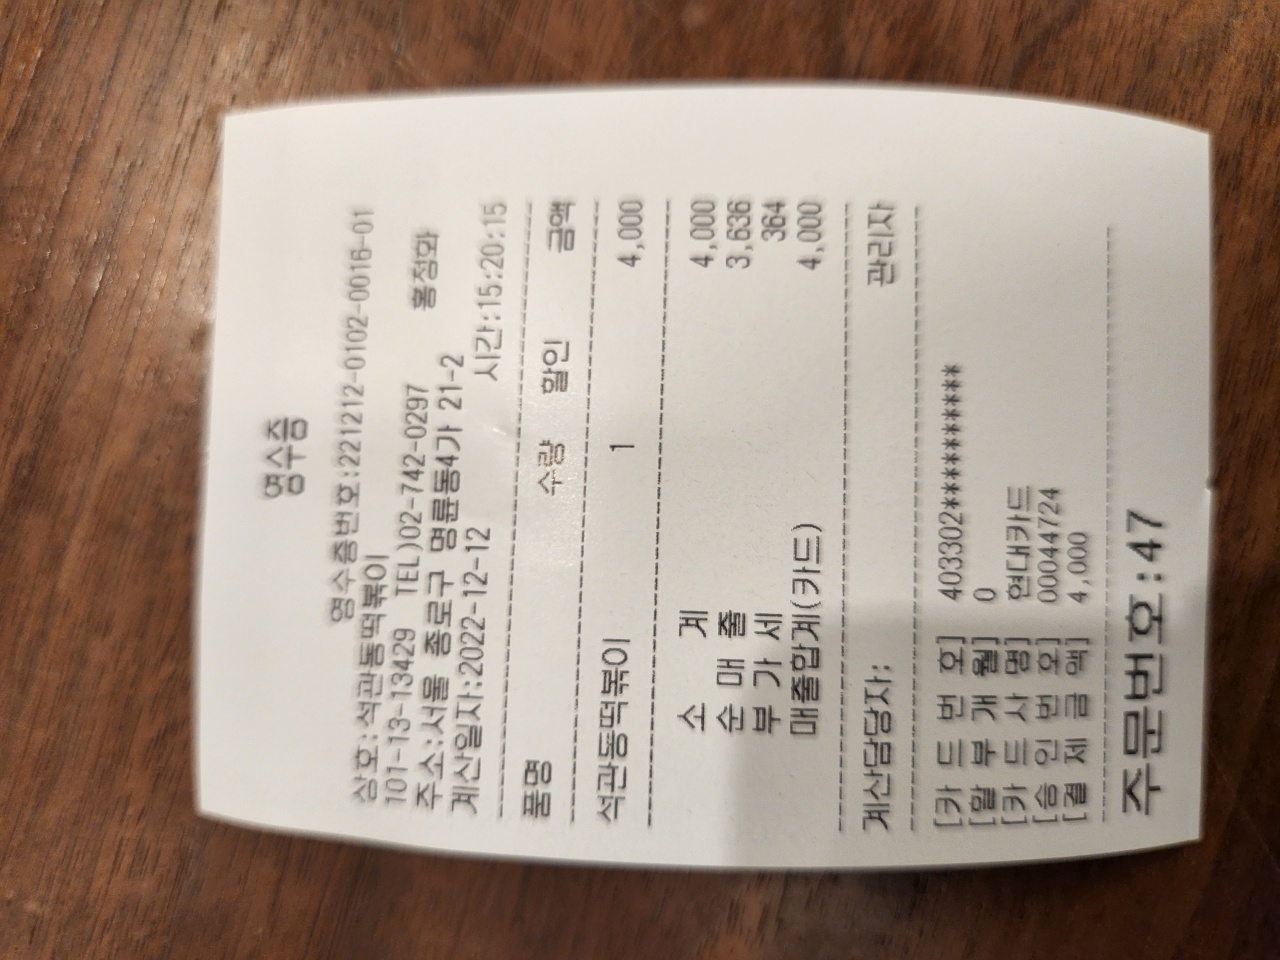 영수증
영수증번호:221212-0102-0016-01
상호:석관동떡볶이
101-13-13429 TEL)02-742-0297 홍정화
주소:서울 종로구 명륜동4가 21-2
계산일자:2022-12-12 시간:15:20:15
품명 수량 할인 금액
석관동떡볶이 1 4,000
소 계 4,000
순 매 출 3,636
부 가 세 364
매출합계(카드) 4,000
계산담당자: 관리자
[카 드 번 호] 403302**********
[할 부 개 월] 0
[카 드 사 명] 현대카드
[승 인 번 호] 00044724
[결 제 금 액] 4,000
주문번호:47